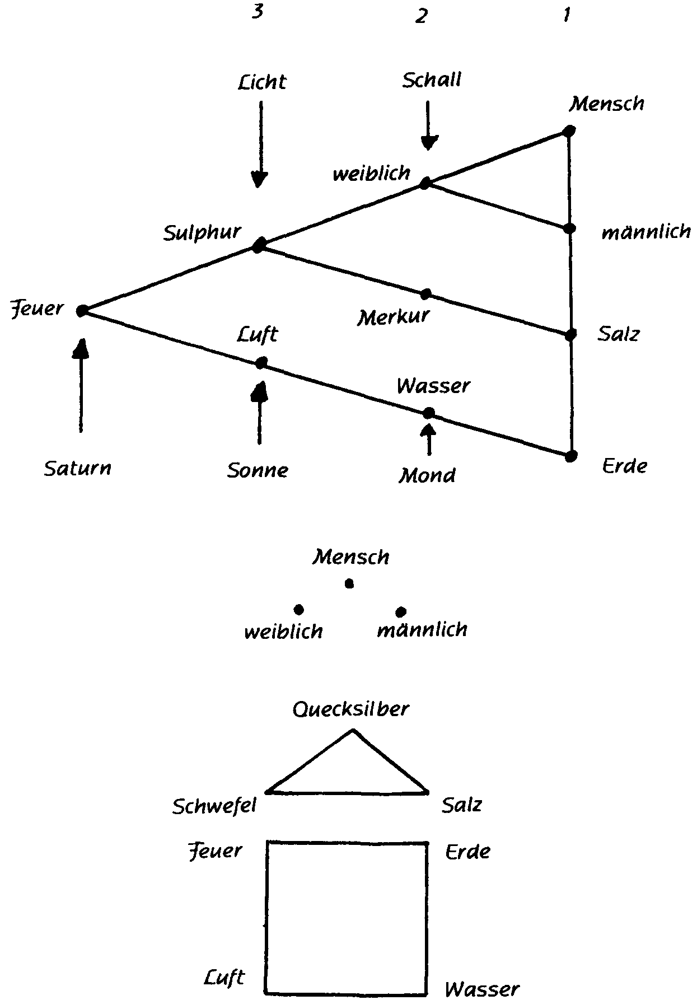 3 2 1
Licht Schall
Mensch
weiblich
Sulphur männlich
Feuer
Merkur
Luft Salz
Wasser
Saturn Sonne Mond Erde
Mensch
weiblich männlich
Quecksilber
Schwefel Salz
Feuer Erde
Luft Wasser